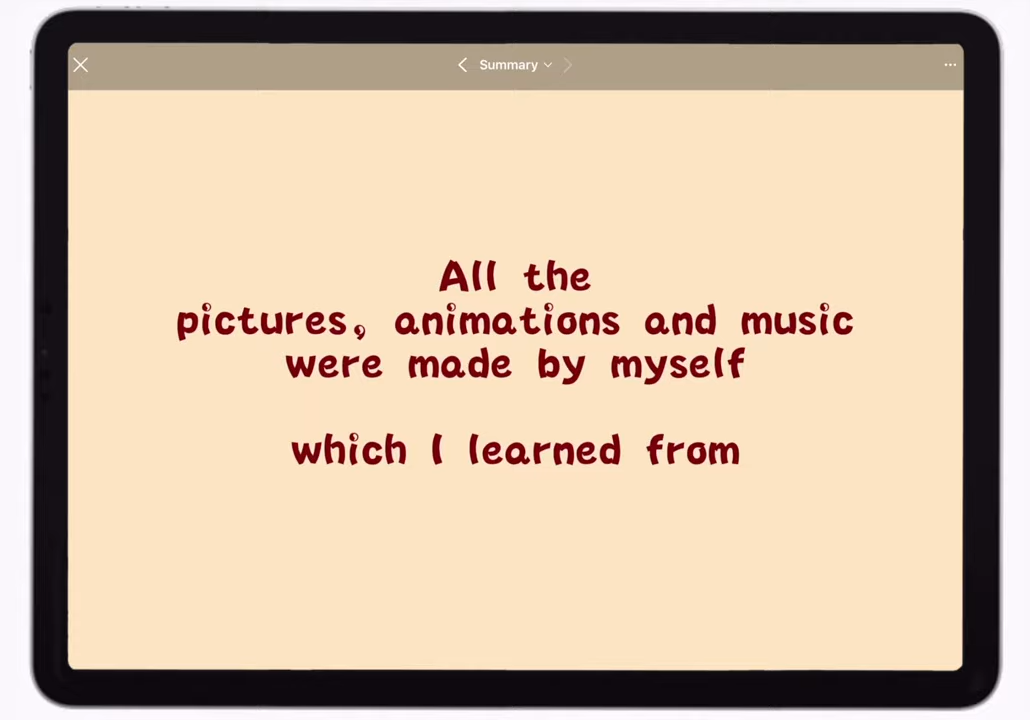 Summary
All the
pictures, animations and music
were made by myself
which I learned from